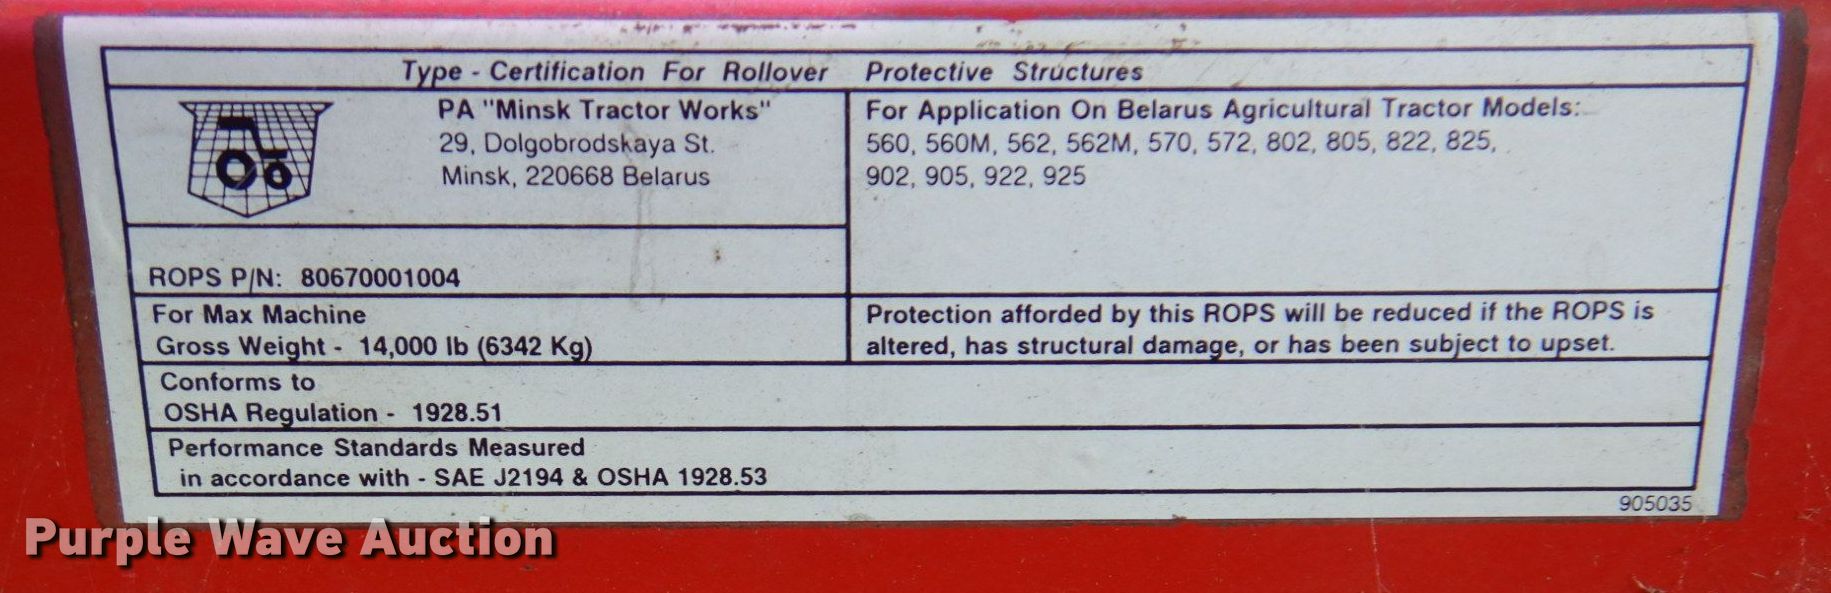 Type - Certification For Rollover Protective Structures
PA "Minsk Tractor Works"
29, Dolgobrodskaya St.
Minsk, 220668 Belarus
For Application On Belarus Agricultural Tractor Models:
560, 560M, 562, 562M, 570, 572, 802, 805, 822, 825,
902, 905, 922, 925
ROPS P/N: 80670001004
For Max Machine
Gross Weight - 14,000 lb (6342 Kg)
Protection afforded by this ROPS will be reduced if the ROPS is
altered, has structural damage, or has been subject to upset.
Conforms to
OSHA Regulation - 1928.51
Performance Standards Measured
in accordance with - SAE J2194 & OSHA 1928.53
905035
Purple Wave Auction